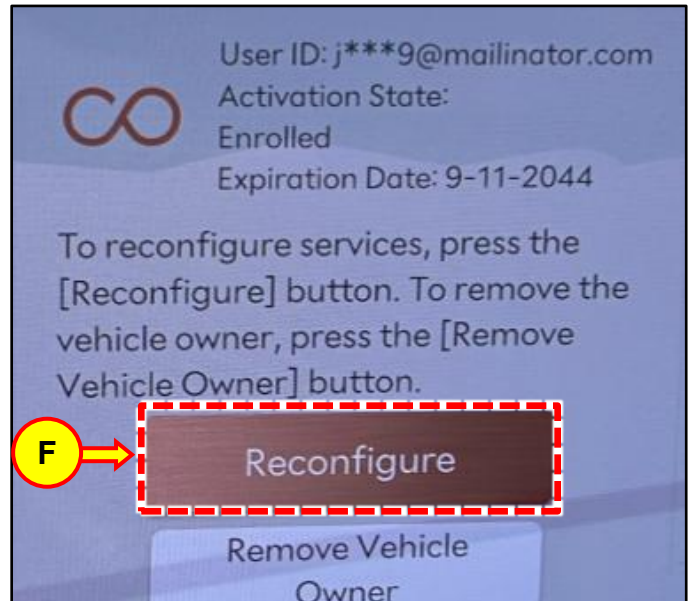 User ID: j***9@mailinator.com
Activation State:
Enrolled
Expiration Date: 9-11-2044
To reconfigure services, press the
[Reconfigure] button. To remove the
vehicle owner, press the [Remove
Vehicle Owner] button.
F
Reconfigure
Remove Vehicle
Owner